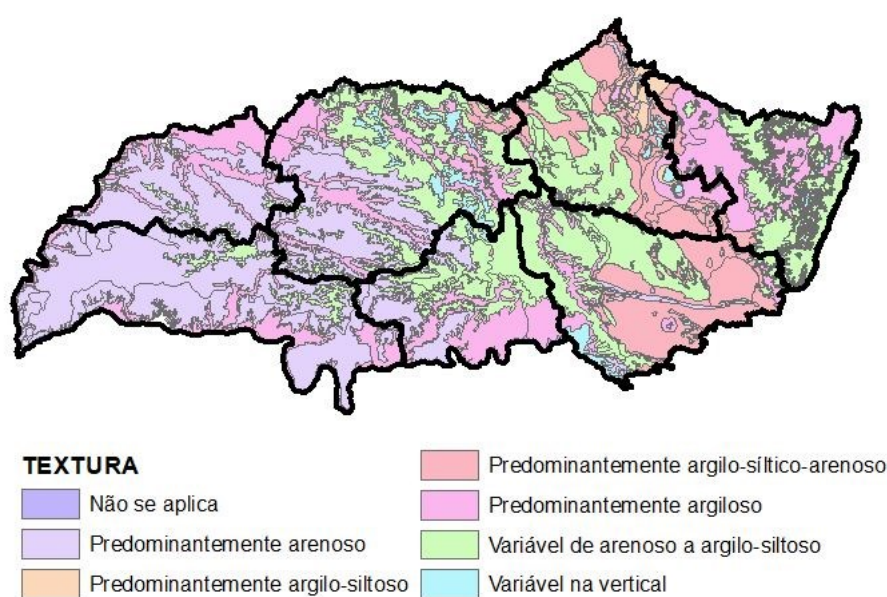 TEXTURA
Não se aplica
Predominantemente arenoso
Predominantemente argilo-siltoso
Predominantemente argilo-síltico-arenoso
Predominantemente argiloso
Variável de arenoso a argilo-siltoso
Variável na vertical